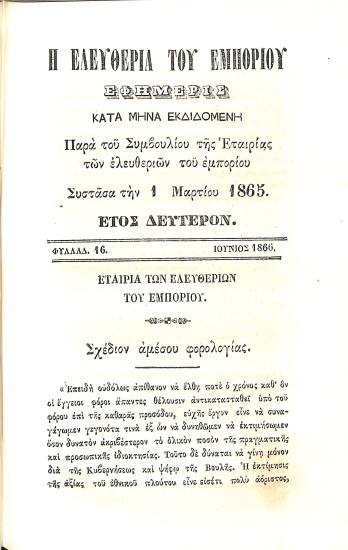 Η ΕΛΕΥΘΕΡΙΑ ΤΟΥ ΕΜΠΟΡΙΟΥ
ΕΦΗΜΕΡΙΣ
ΚΑΤΑ ΜΗΝΑ ΕΚΔΙΔΟΜΕΝΗ
Παρὰ τοῦ Συμβουλίου τῆς Ἑταιρίας
τῶν ἐλευθεριῶν τοῦ ἐμπορίου
Συστᾶσα τὴν 1 Μαρτίου 1865.
ΕΤΟΣ ΔΕΥΤΕΡΟΝ.
ΦΥΛΛΑΔ. 16. ΙΟΥΝΙΟΣ 1866.
ΕΤΑΙΡΙΑ ΤΩΝ ΕΛΕΥΘΕΡΙΩΝ
ΤΟΥ ΕΜΠΟΡΙΟΥ.
Σχέδιον ἀμέσου φορολογίας.
«Ἐπειδὴ οὐδόλως ἀπίθανον νὰ ἔλθῃ ποτὲ ὁ χρόνος καθ' ὃν
οἱ ἔγγειοι φόροι ἅπαντες θέλουσιν ἀντικατασταθεῖ ὑπὸ τοῦ
φόρου ἐπὶ τῆς καθαρᾶς προσόδου, εὐχῆς ἔργον εἶνε νὰ συνα-
γάγωμεν γεγονότα τινὰ ἐξ ὧν νὰ δυνηθῶμεν νὰ ἐκτιμήσωμεν
ὅσον δυνατὸν ἀκριβέστερον τὸ ὁλικὸν ποσὸν τῆς πραγματικῆς
καὶ προσωπικῆς ἰδιοκτησίας. Τοῦτο δὲ δύναται νὰ γίνῃ μόνον
διὰ τῆς Κυβερνήσεως καὶ ψήφῳ τῆς Βουλῆς. Ἡ ἐκτίμησις
τῆς ἀξίας τοῦ ἐθνικοῦ πλούτου εἶνε εἰσέτι πολὺ ἀόριστος,